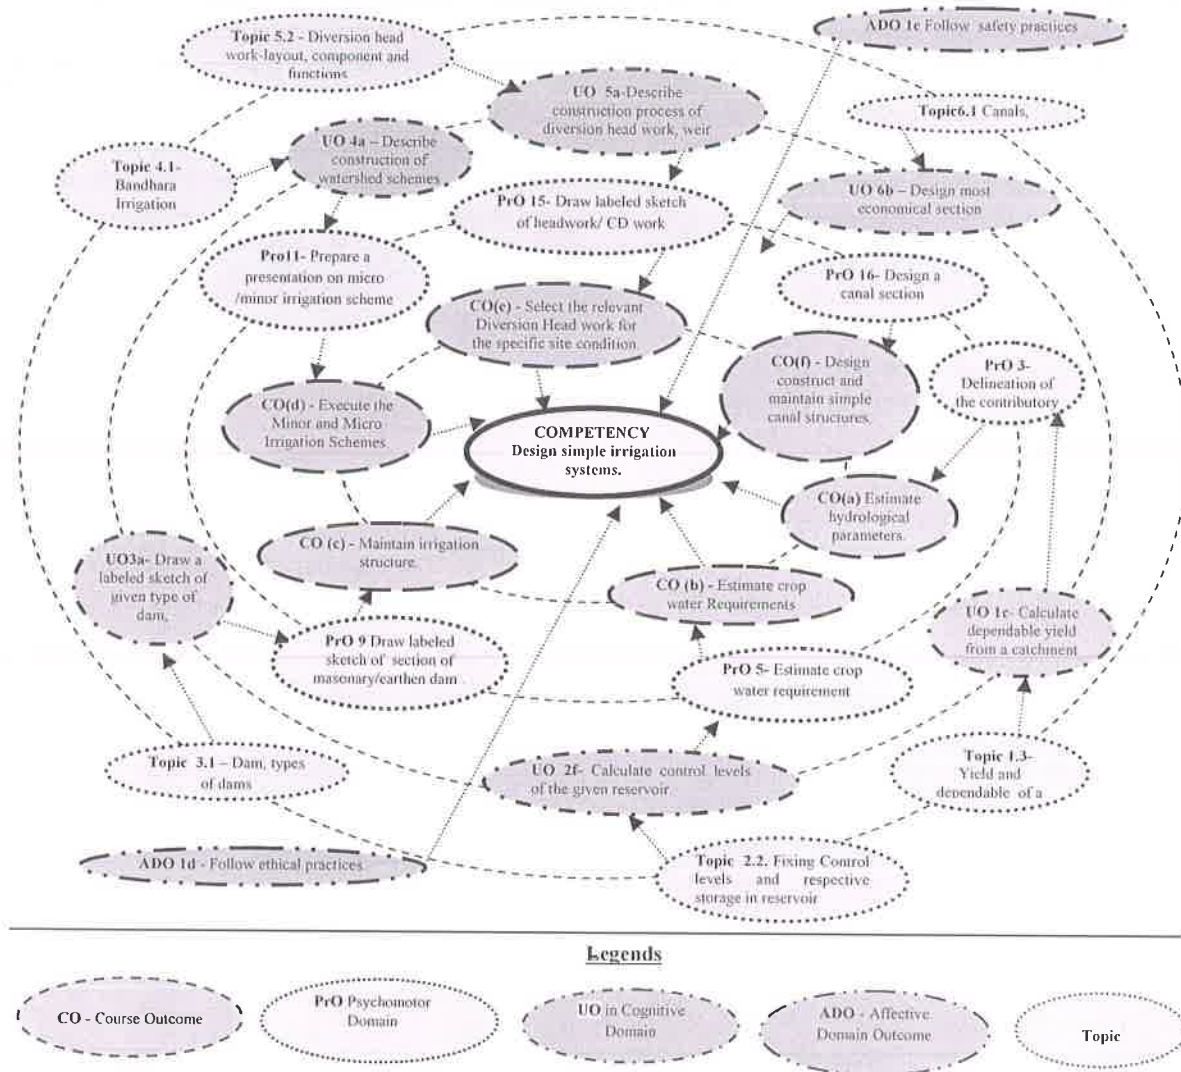 Topic 5.2 - Diversion head
work-layout, component and
functions
ADO 1e Follow safety practices
UO 5a-Describe
construction process of
diversion head work, weir
Topic6.1 Canals,
UO 4a – Describe
construction of
watershed schemes
Topic 4.1-
Bandhara
Irrigation
UO 6b – Design most
economical section
PrO 15- Draw labeled sketch
of headwork/ CD work
Pro11- Prepare a
presentation on micro
/minor irrigation scheme
PrO 16- Design a
canal section
CO(e) - Select the relevant
Diversion Head work for
the specific site condition.
CO(f) - Design
construct and
maintain simple
canal structures.
PrO 3-
Delineation of
the contributory
CO(d) - Execute the
Minor and Micro
Irrigation Schemes.
COMPETENCY
Design simple irrigation
systems.
CO(a) Estimate
hydrological
parameters.
CO (c) - Maintain irrigation
structure.
UO3a- Draw a
labeled sketch of
given type of
dam,
CO (b) - Estimate crop
water Requirements
UO 1c- Calculate
dependable yield
from a catchment
PrO 9 Draw labeled
sketch of section of
masonary/earthen dam
PrO 5- Estimate crop
water requirement
Topic 3.1 – Dam, types
of dams
UO 2f- Calculate control levels
of the given reservoir
Topic 1.3-
Yield and
dependable of a
ADO 1d - Follow ethical practices
Topic 2.2. Fixing Control
levels and respective
storage in reservoir
Legends
CO - Course Outcome
PrO Psychomotor
Domain
UO in Cognitive
Domain
ADO - Affective
Domain Outcome
Topic